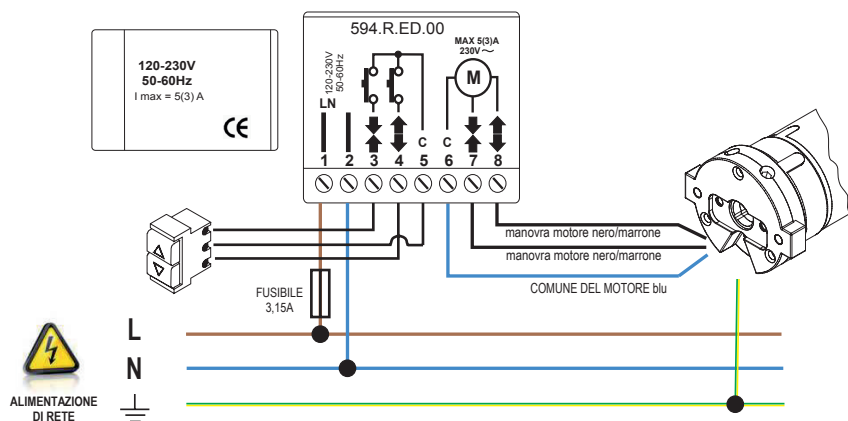 594.R.ED.00
120-230V
50-60Hz
I max = 5(3) A
CE
120-230V
50-60Hz
LN
MAX 5(3)A
230V ~
M
C
C
1 2 3 4 5 6 7 8
manovra motore nero/marrone
manovra motore nero/marrone
COMUNE DEL MOTORE blu
FUSIBILE
3,15A
L
N
ALIMENTAZIONE
DI RETE